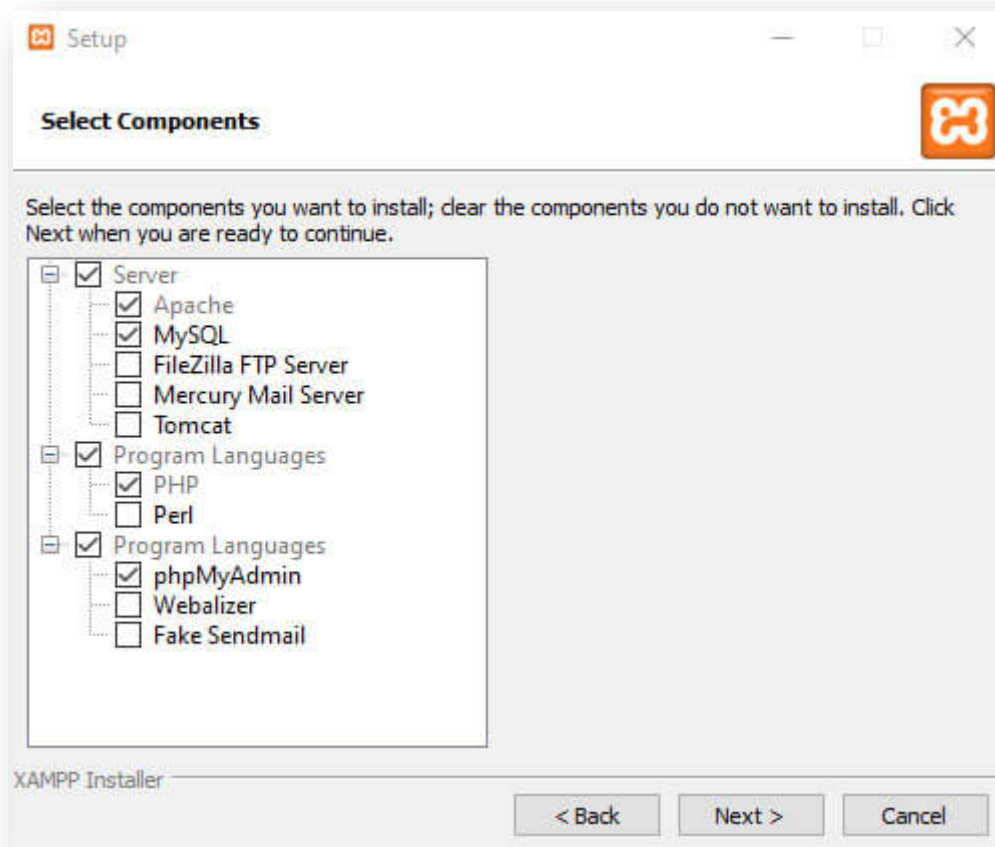 Setup
Select Components
Select the components you want to install; clear the components you do not want to install. Click
Next when you are ready to continue.
Server
Apache
MySQL
FileZilla FTP Server
Mercury Mail Server
Tomcat
Program Languages
PHP
Perl
Program Languages
phpMyAdmin
Webalizer
Fake Sendmail
XAMPP Installer
< Back Next > Cancel